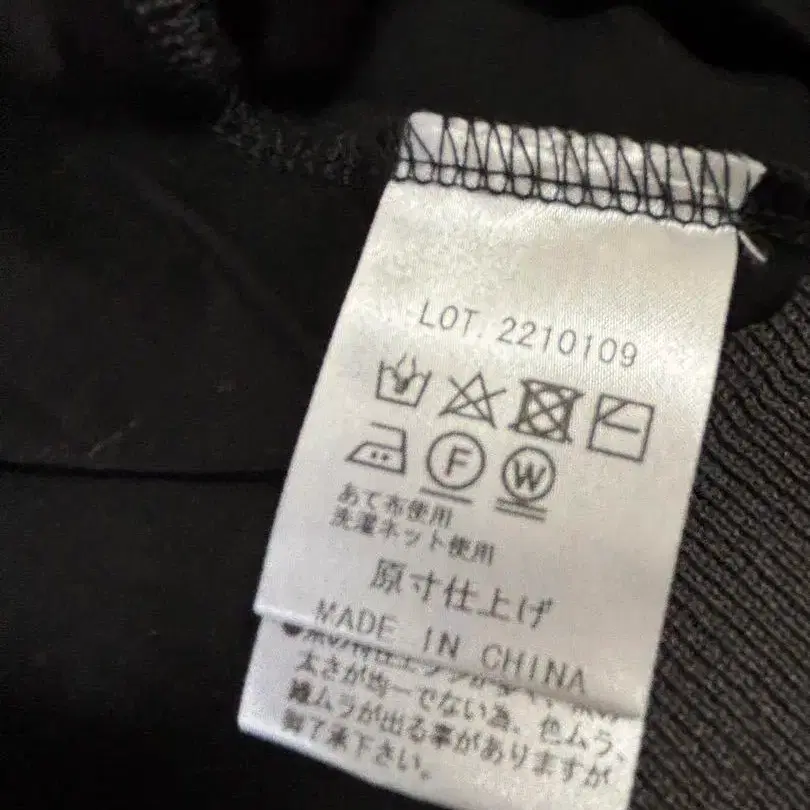 LOT. 2210109
F W
あて布使用
洗濯ネット使用
原寸仕上げ
MADE IN CHINA
太さが均一でない為、色ムラ、
織ムラが出る事がありますが
御了承下さい。